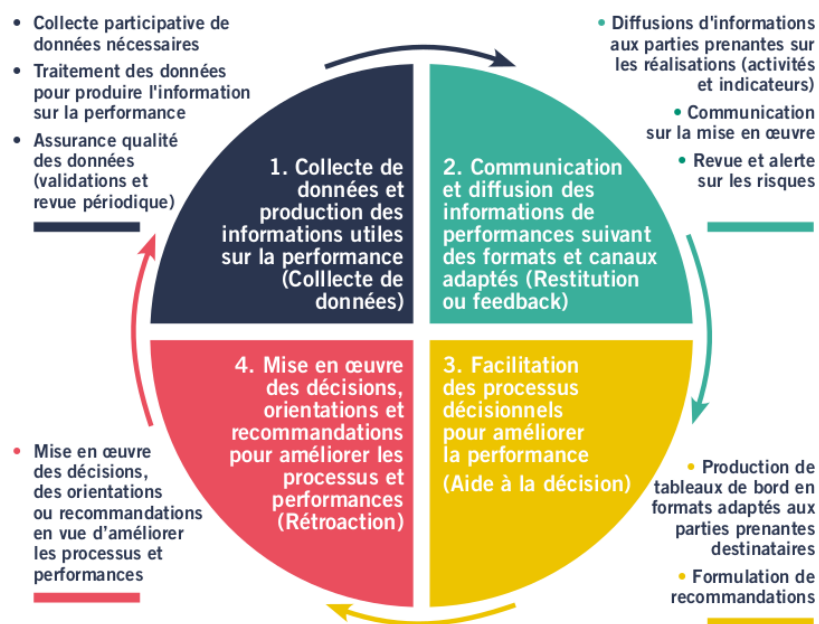 • Collecte participative de
données nécessaires
• Traitement des données
pour produire l'information
sur la performance
• Assurance qualité
des données
(validations et
revue périodique)
1. Collecte de
données et
production des
informations utiles
sur la performance
(Colllecte de
données)
2. Communication
et diffusion des
informations de
performances suivant
des formats et canaux
adaptés (Restitution
ou feedback)
• Diffusions d'informations
aux parties prenantes sur
les réalisations (activités
et indicateurs)
• Communication
sur la mise en œuvre
• Revue et alerte
sur les risques
3. Facilitation
des processus
décisionnels
pour améliorer
la performance
(Aide à la décision)
• Production de
tableaux de bord en
formats adaptés aux
parties prenantes
destinataires
• Formulation de
recommandations
4. Mise en œuvre
des décisions,
orientations et
recommandations
pour améliorer les
processus et
performances
(Rétroaction)
• Mise en œuvre
des décisions,
des orientations
ou recommandations
en vue d’améliorer
les processus et
performances